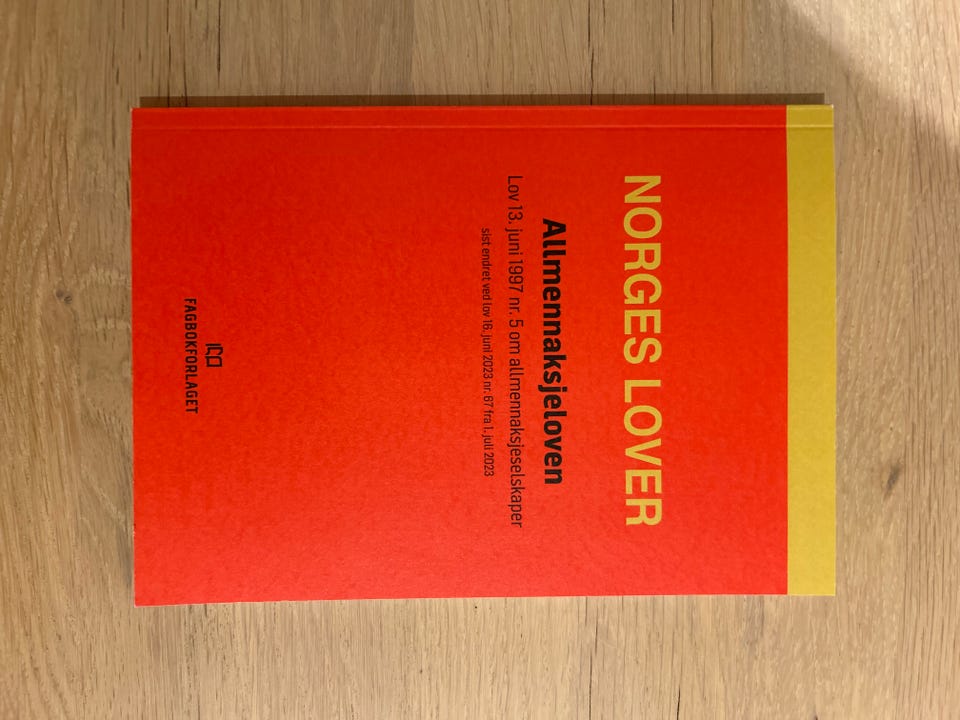 NORGES LOVER
Allmennaksjeloven
Lov 13. juni 1997 nr. 5 om allmennaksjeselskaper
sist endret ved lov 16. juni 2023 nr. 67 fra 1. juli 2023
FAGBOKFORLAGET